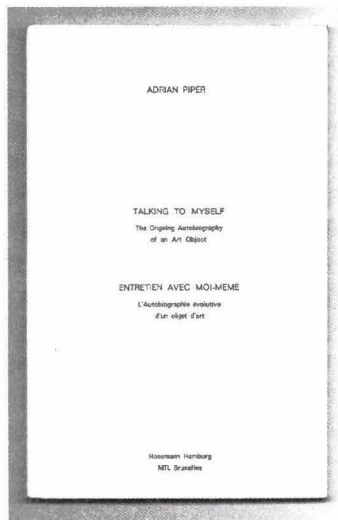 ADRIAN PIPER
TALKING TO MYSELF
The Ongoing Autobiography
of an Art Object
ENTRETIEN AVEC MOI-MEME
L'Autobiographie évolutive
d'un objet d'art
Hamburg
MTL Bruxelles